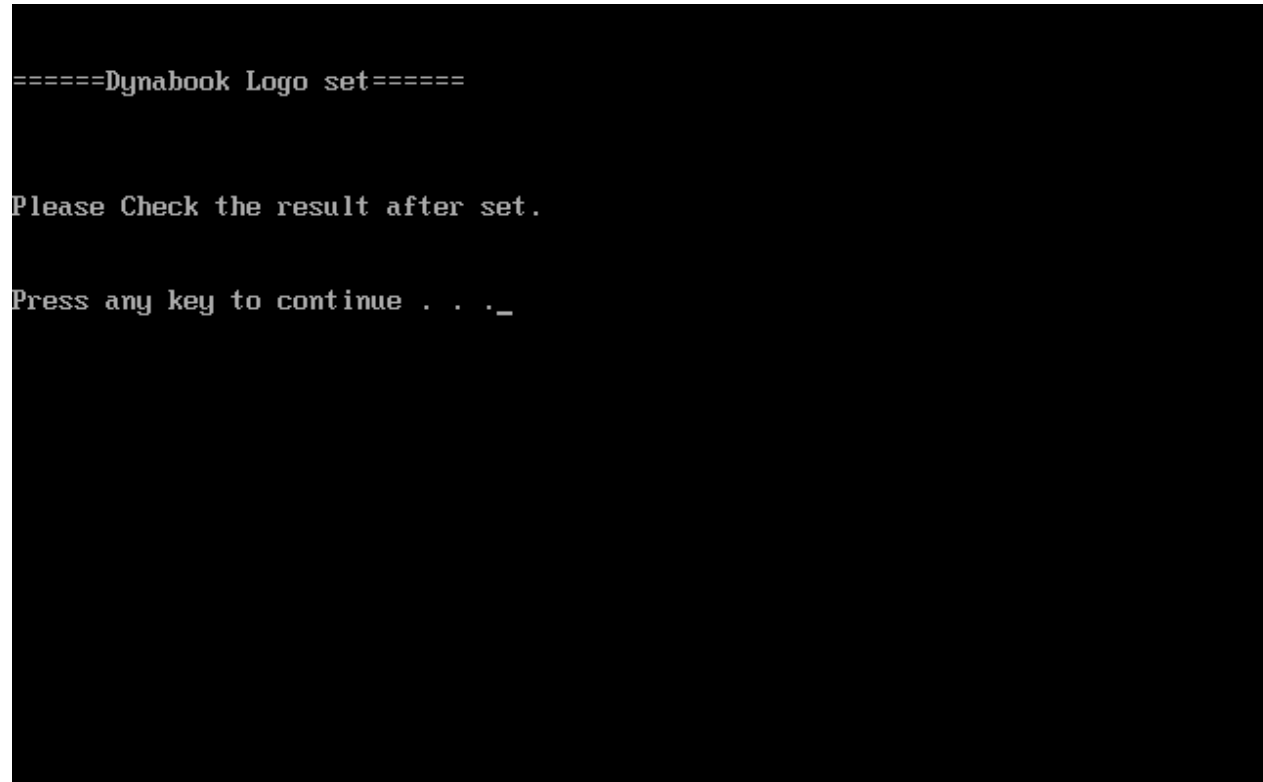 ======Dynabook Logo set======
Please Check the result after set.
Press any key to continue . . ._